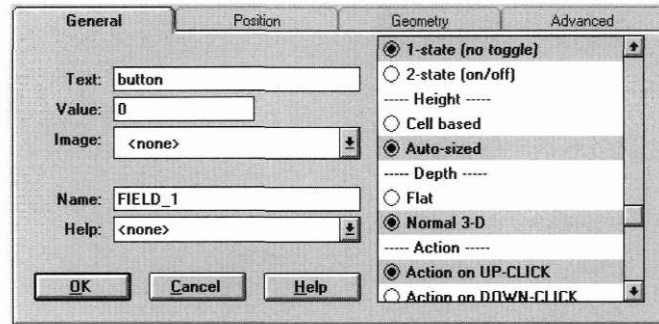 General Position Geometry Advanced
Text: button
Value: 0
Image: <none>
Name: FIELD_1
Help: <none>
OK Cancel Help
1-state (no toggle)
2-state (on/off)
----- Height -----
Cell based
Auto-sized
----- Depth -----
Flat
Normal 3-D
----- Action -----
Action on UP-CLICK
Action on DOWN-CLICK